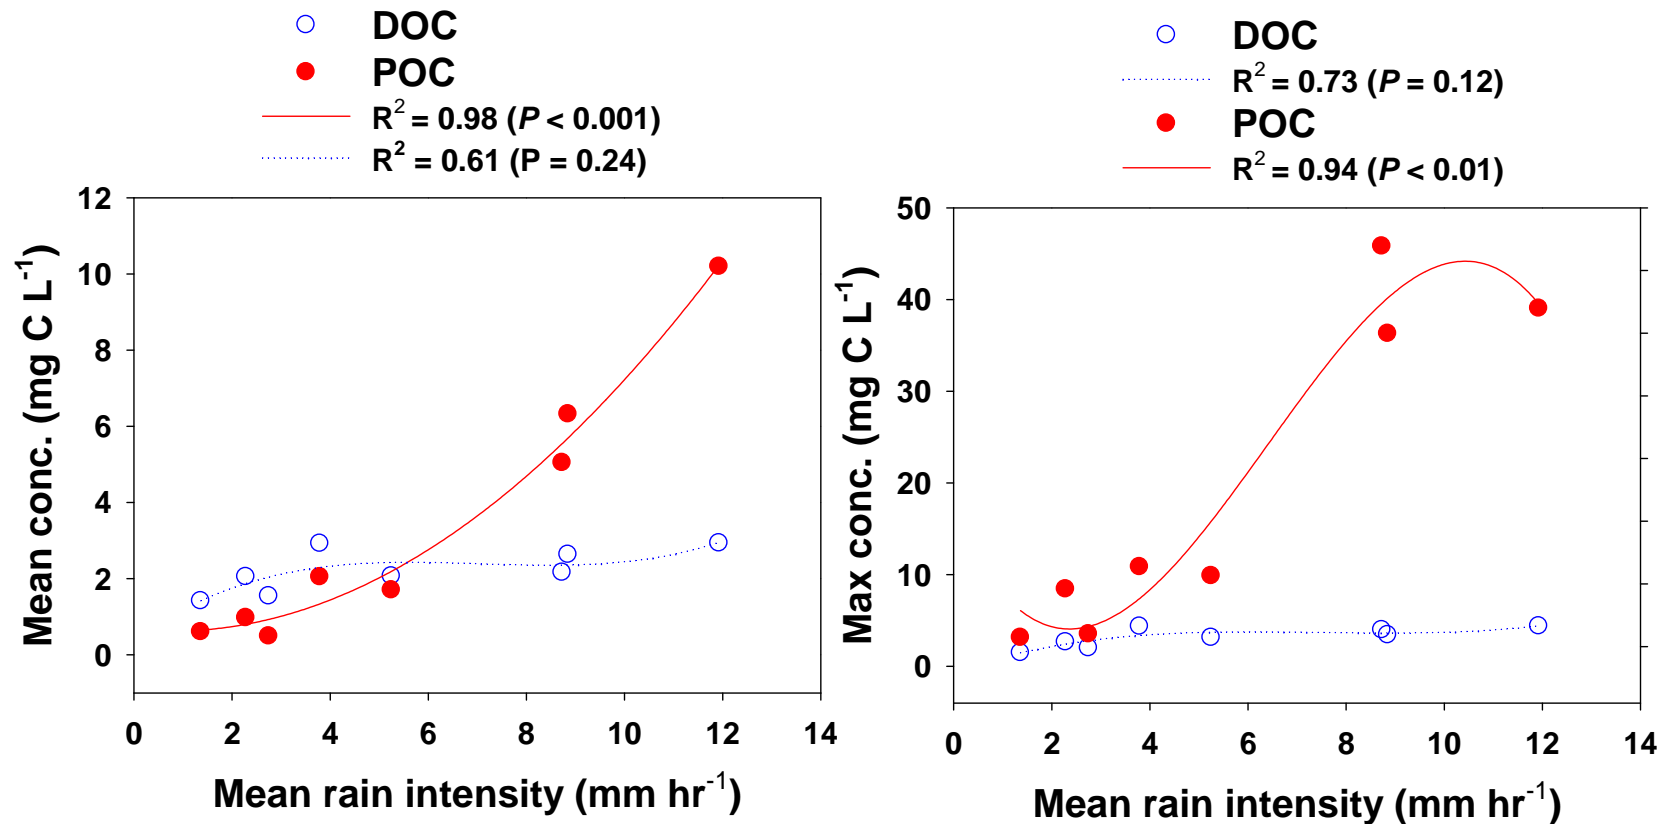 DOC
POC
R² = 0.98 (P < 0.001)
R² = 0.61 (P = 0.24)
12
10
8
6
4
2
0
Mean conc. (mg C L⁻¹)
0 2 4 6 8 10 12 14
Mean rain intensity (mm hr⁻¹)
DOC
R² = 0.73 (P = 0.12)
POC
R² = 0.94 (P < 0.01)
50
40
30
20
10
0
Max conc. (mg C L⁻¹)
0 2 4 6 8 10 12 14
Mean rain intensity (mm hr⁻¹)